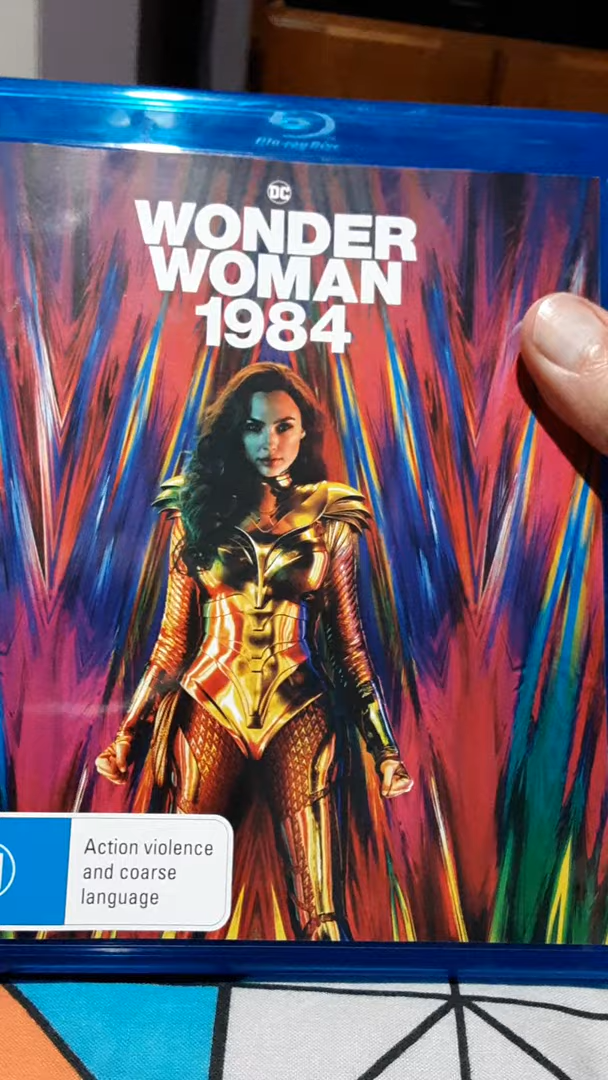 Blu-ray Disc
DC
WONDER
WOMAN
1984
Action violence
and coarse
language